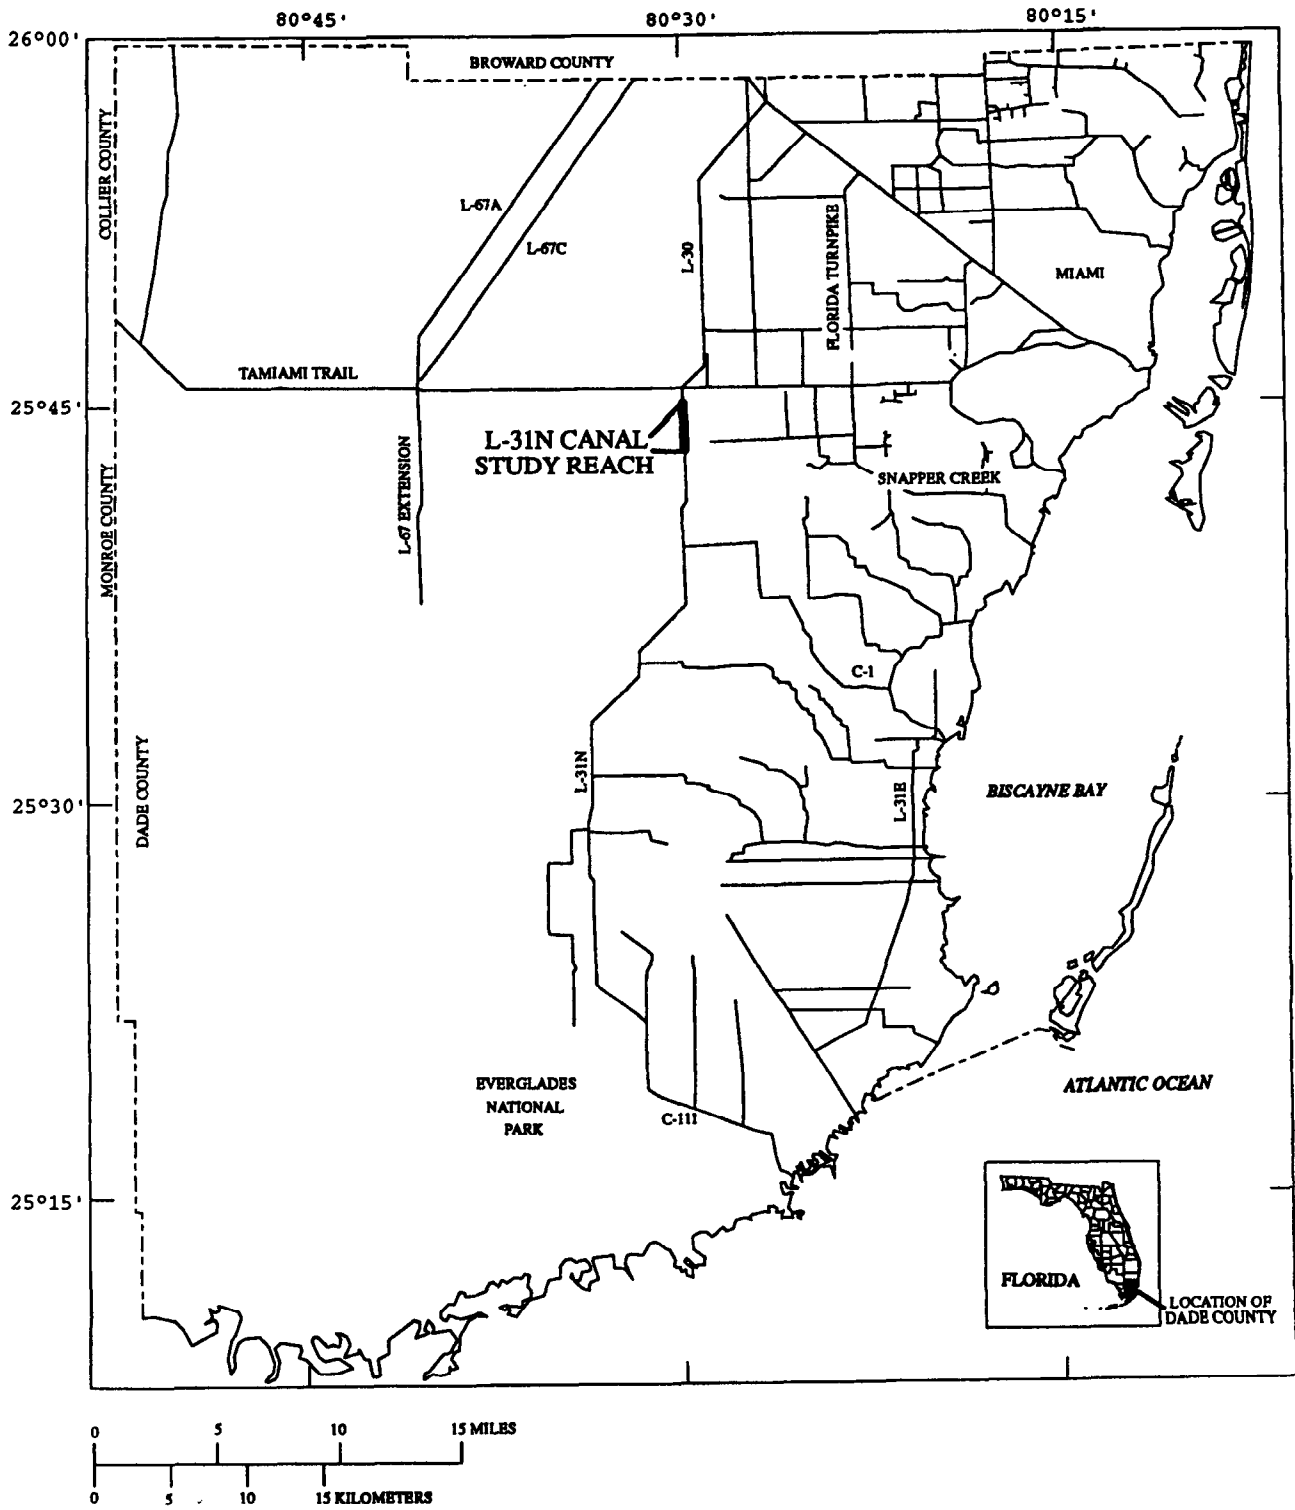 80°45'
80°30'
80°15'
26°00'
BROWARD COUNTY
COLLIER COUNTY
L-67A
L-67C
L-30
FLORIDA TURNPIKE
MIAMI
TAMIAMI TRAIL
25°45'
L-31N CANAL
STUDY REACH
MONROE COUNTY
L-67 EXTENSION
SNAPPER CREEK
C-1
DADE COUNTY
L-31N
L-31E
BISCAYNE BAY
25°30'
EVERGLADES
NATIONAL
PARK
C-111
ATLANTIC OCEAN
25°15'
FLORIDA
LOCATION OF
DADE COUNTY
0 5 10 15 MILES
0 5 10 15 KILOMETERS